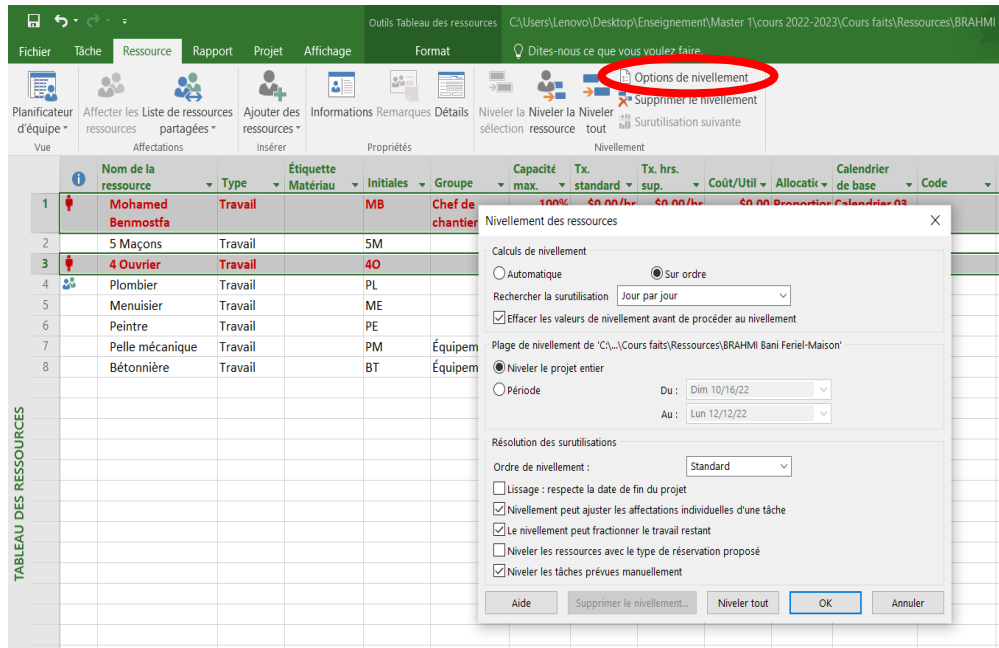 Outils Tableau des ressources C:\Users\Lenovo\Desktop\Enseignement\Master 1\cours 2022-2023\Cours faits\Ressources\BRAHMI
Fichier Tâche Ressource Rapport Projet Affichage Format Dites-nous ce que vous voulez faire.
Planificateur d'équipe
Affecter les ressources
Liste de ressources partagées
Ajouter des ressources
Informations Remarques Détails
Niveler la sélection
Niveler la ressource
Niveler tout
Options de nivellement
Supprimer le nivellement
Surutilisation suivante
Vue Affectations Insérer Propriétés Nivellement
Nom de la ressource Type Étiquette Matériau Initiales Groupe Capacité max. Tx. standard Tx. hrs. sup. Coût/Util Allocatic Calendrier de base Code
1 Mohamed Benmostfa Travail MB Chef de chantier 100% $0.00/hr $0.00/hr $0.00 Proportior Calendrier 03
2 5 Maçons Travail 5M
3 4 Ouvrier Travail 4O
4 Plombier Travail PL
5 Menuisier Travail ME
6 Peintre Travail PE
7 Pelle mécanique Travail PM Équipem
8 Bétonnière Travail BT Équipem
TABLEAU DES RESSOURCES
Nivellement des ressources
Calculs de nivellement
Automatique Sur ordre
Rechercher la surutilisation Jour par jour
Effacer les valeurs de nivellement avant de procéder au nivellement
Plage de nivellement de 'C:\...\Cours faits\Ressources\BRAHMI Bani Feriel-Maison'
Niveler le projet entier
Période Du : Dim 10/16/22
Au : Lun 12/12/22
Résolution des surutilisations
Ordre de nivellement : Standard
Lissage : respecte la date de fin du projet
Nivellement peut ajuster les affectations individuelles d'une tâche
Le nivellement peut fractionner le travail restant
Niveler les ressources avec le type de réservation proposé
Niveler les tâches prévues manuellement
Aide Supprimer le nivellement... Niveler tout OK Annuler